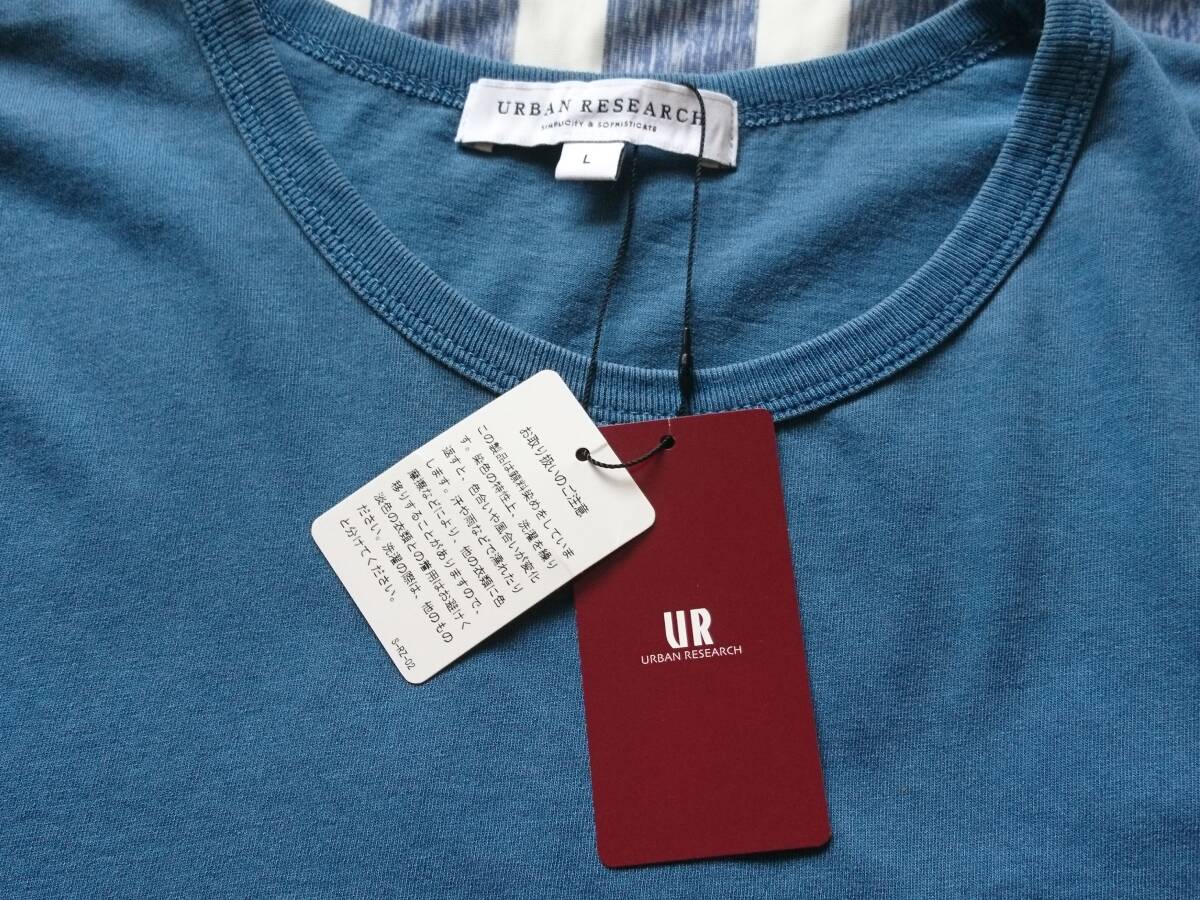 URBAN RESEARCH
SIMPLICITY & SOPHISTICATE
L
お取り扱いのご注意
この製品は顔料染めをしていま
す。染色の特性上、洗濯を繰り
返すと、色合いや風合いが変化
します。汗や雨などで濡れたり
摩擦などにより、他の衣類に色
移りすることがありますので、
淡色の衣類との着用はお避けく
ださい。洗濯の際は、他のもの
と分けてください。
S-RZ-02
UR
URBAN RESEARCH